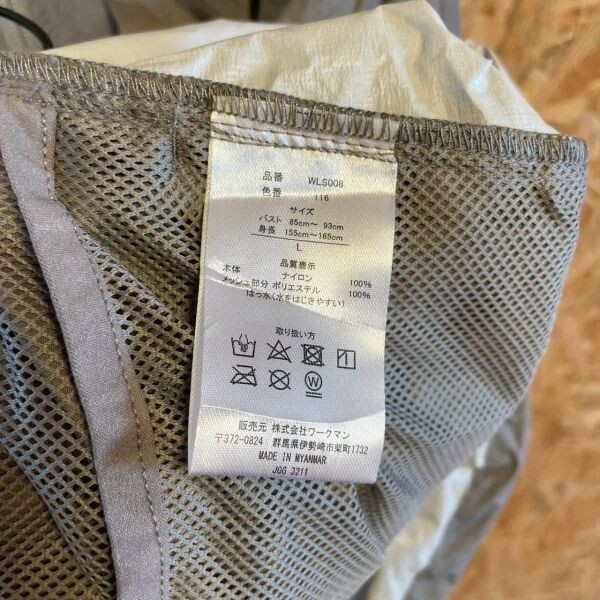 品番 WLS008
色番 116
サイズ
バスト 85cm～ 93cm
身長 155cm～165cm
L
品質表示
本体 ナイロン 100%
メッシュ部分 ポリエステル 100%
はっ水(水をはじきやすい)
取り扱い方
W
販売元 株式会社ワークマン
〒372-0824 群馬県伊勢崎市柴町1732
MADE IN MYANMAR
JQG 3211